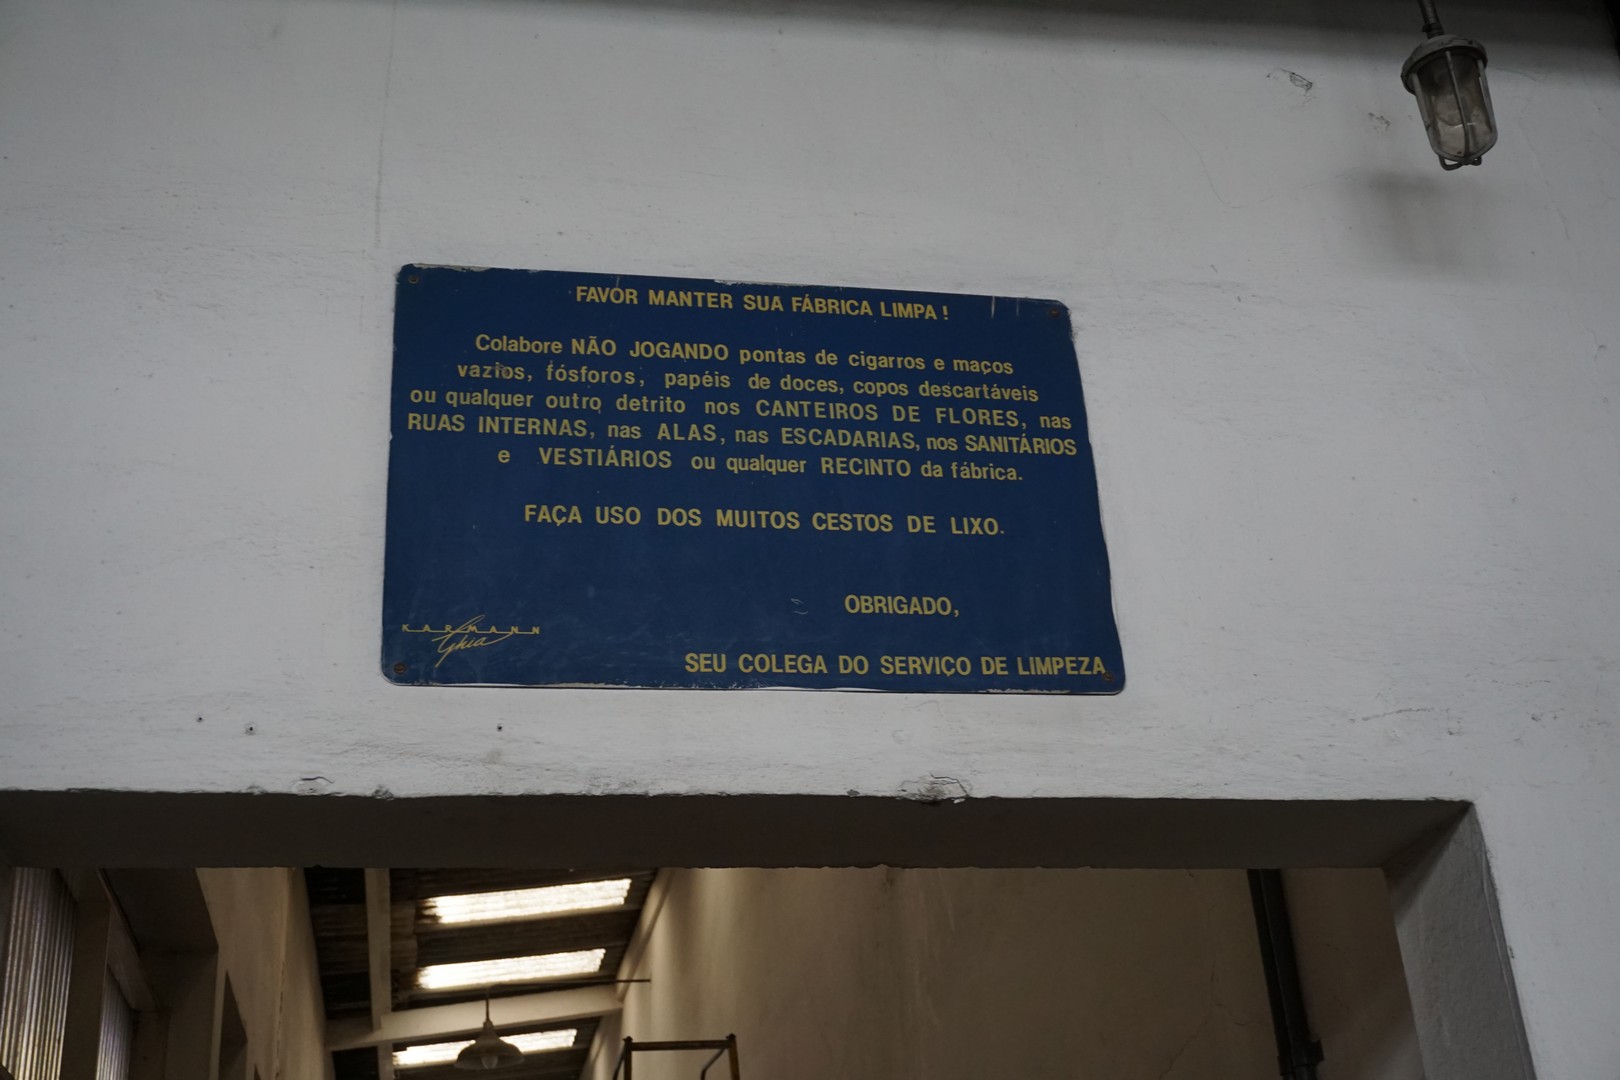 FAVOR MANTER SUA FÁBRICA LIMPA !
Colabore NÃO JOGANDO pontas de cigarros e maços
vazios, fósforos, papéis de doces, copos descartáveis
ou qualquer outro detrito nos CANTEIROS DE FLORES, nas
RUAS INTERNAS, nas ALAS, nas ESCADARIAS, nos SANITÁRIOS
e VESTIÁRIOS ou qualquer RECINTO da fábrica.
FAÇA USO DOS MUITOS CESTOS DE LIXO.
OBRIGADO,
KARMANN
Ghia
SEU COLEGA DO SERVIÇO DE LIMPEZA